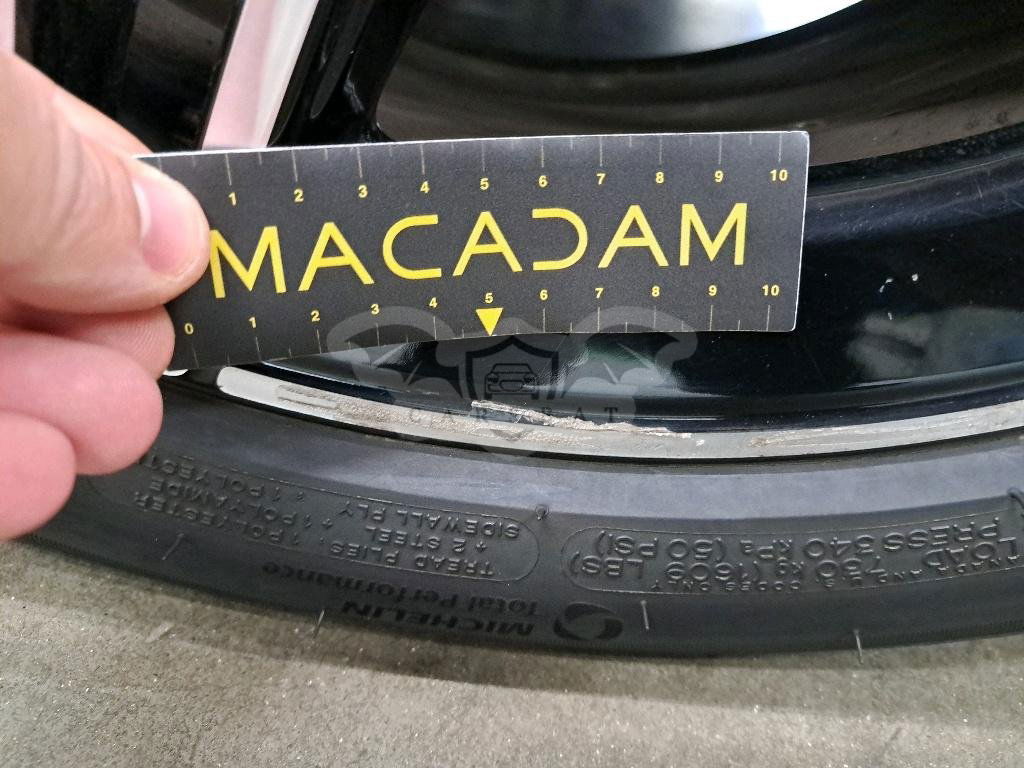 1 2 3 4 5 6 7 8 9 10
MACADAM
0 1 2 3 4 5 6 7 8 9 10
CAR BAT
TREAD PLIES: 1 POLYESTER
+ 2 STEEL + 1 POLYAMIDE
SIDEWALL PLY : 1 POLYESTER
LOAD 730 kg (1609 LBS)
PRESS 340 kPa (50 PSI)
MICHELIN
Total Performance